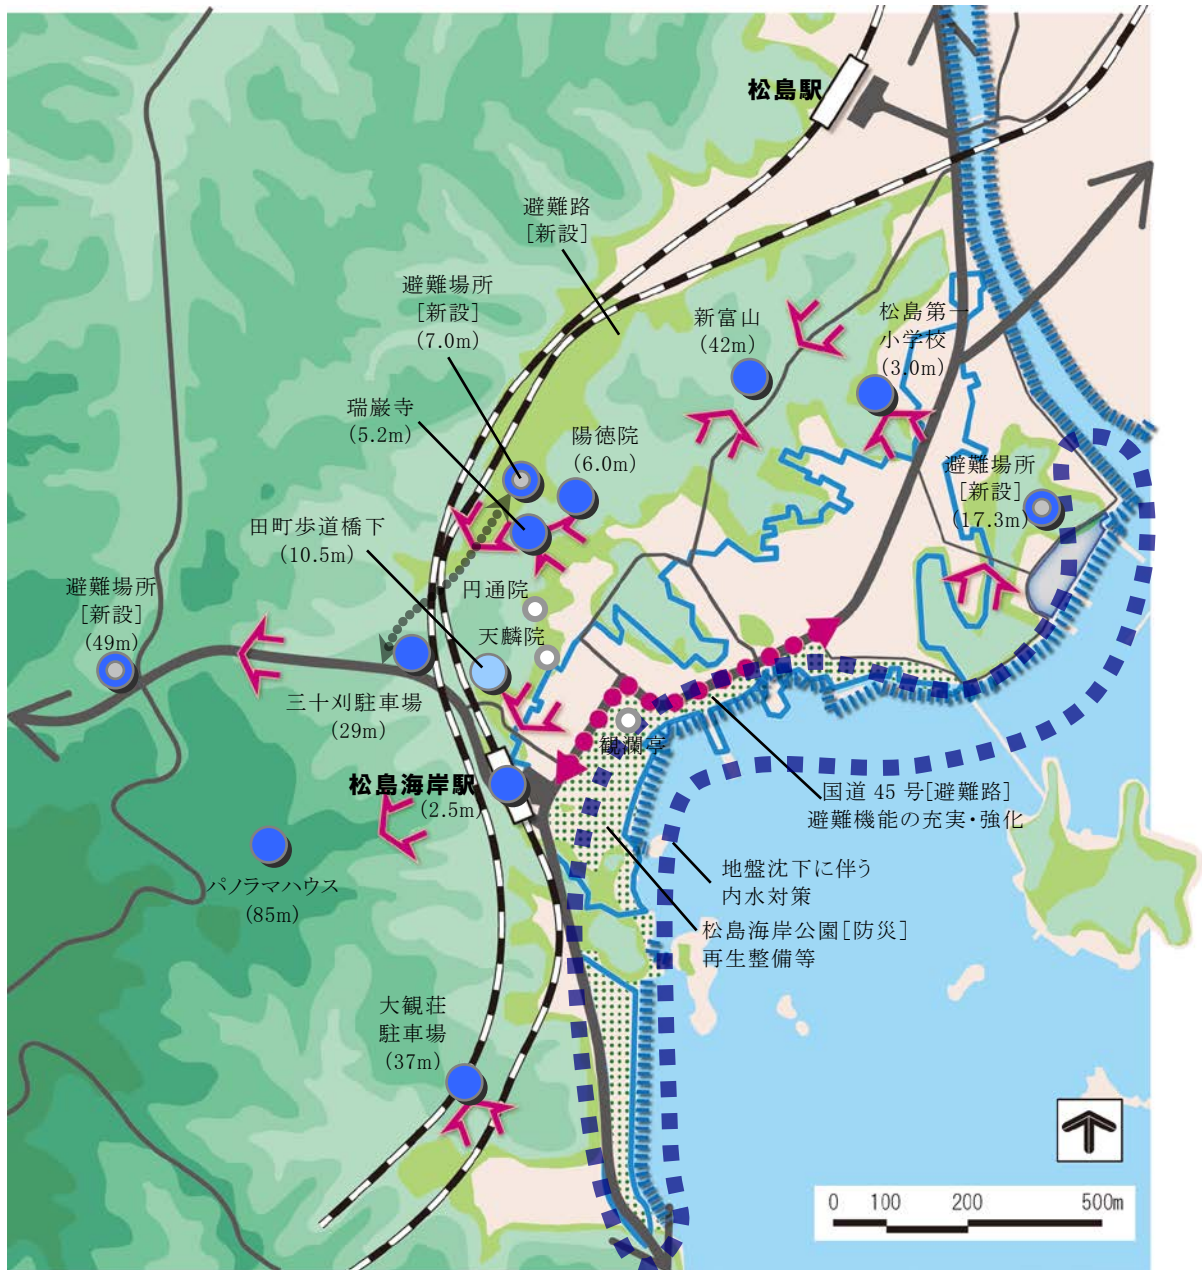 松島駅
避難路
[新設]
避難場所
[新設]
(7.0m)
新富山
(42m)
松島第一
小学校
(3.0m)
瑞巌寺
(5.2m)
陽徳院
(6.0m)
避難場所
[新設]
(17.3m)
田町歩道橋下
(10.5m)
避難場所
[新設]
(49m)
円通院
天麟院
三十刈駐車場
(29m)
観瀾亭
松島海岸駅
(2.5m)
国道45号[避難路]
避難機能の充実・強化
パノラマハウス
(85m)
地盤沈下に伴う
内水対策
松島海岸公園[防災]
再生整備等
大観荘
駐車場
(37m)
0 100 200 500m